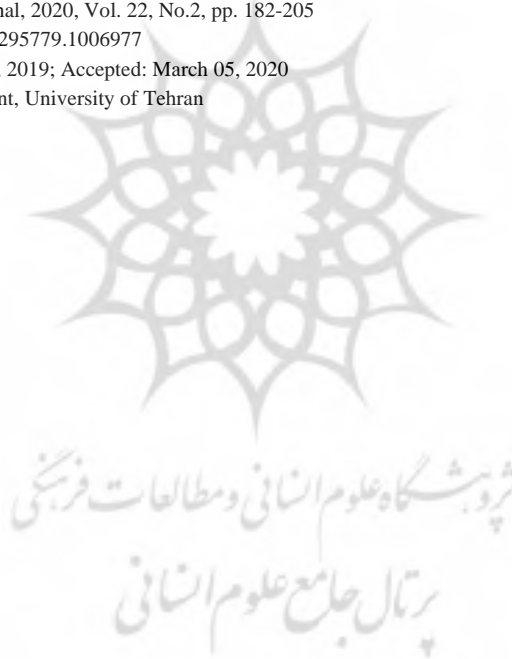 nal, 2020, Vol. 22, No.2, pp. 182-205
295779.1006977
, 2019; Accepted: March 05, 2020
nt, University of Tehran
پژوهشگاه علوم انسانی و مطالعات فرهنگی
پرتال جامع علوم انسانی